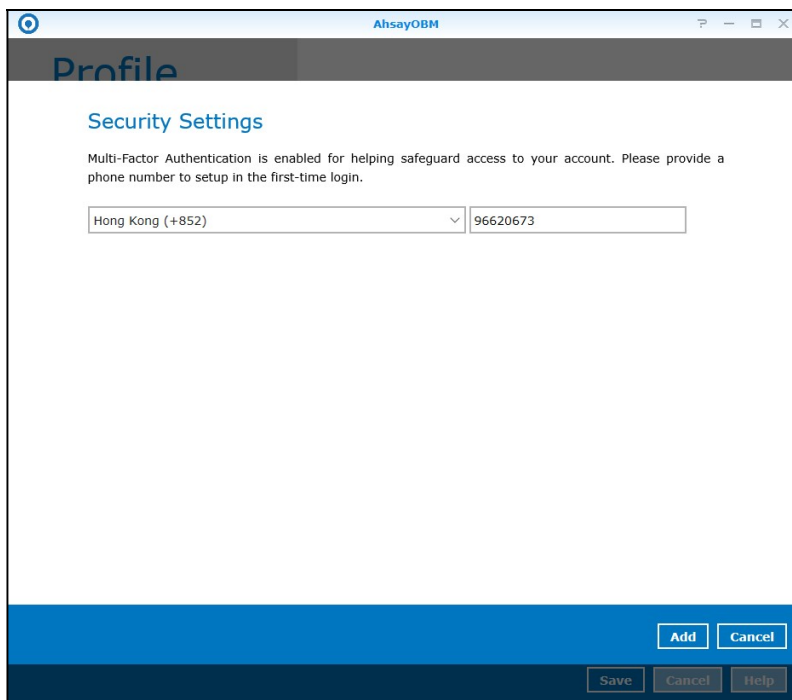 AhsayOBM
Profile
Security Settings
Multi-Factor Authentication is enabled for helping safeguard access to your account. Please provide a
phone number to setup in the first-time login.
Hong Kong (+852) 96620673
Add Cancel
Save Cancel Help